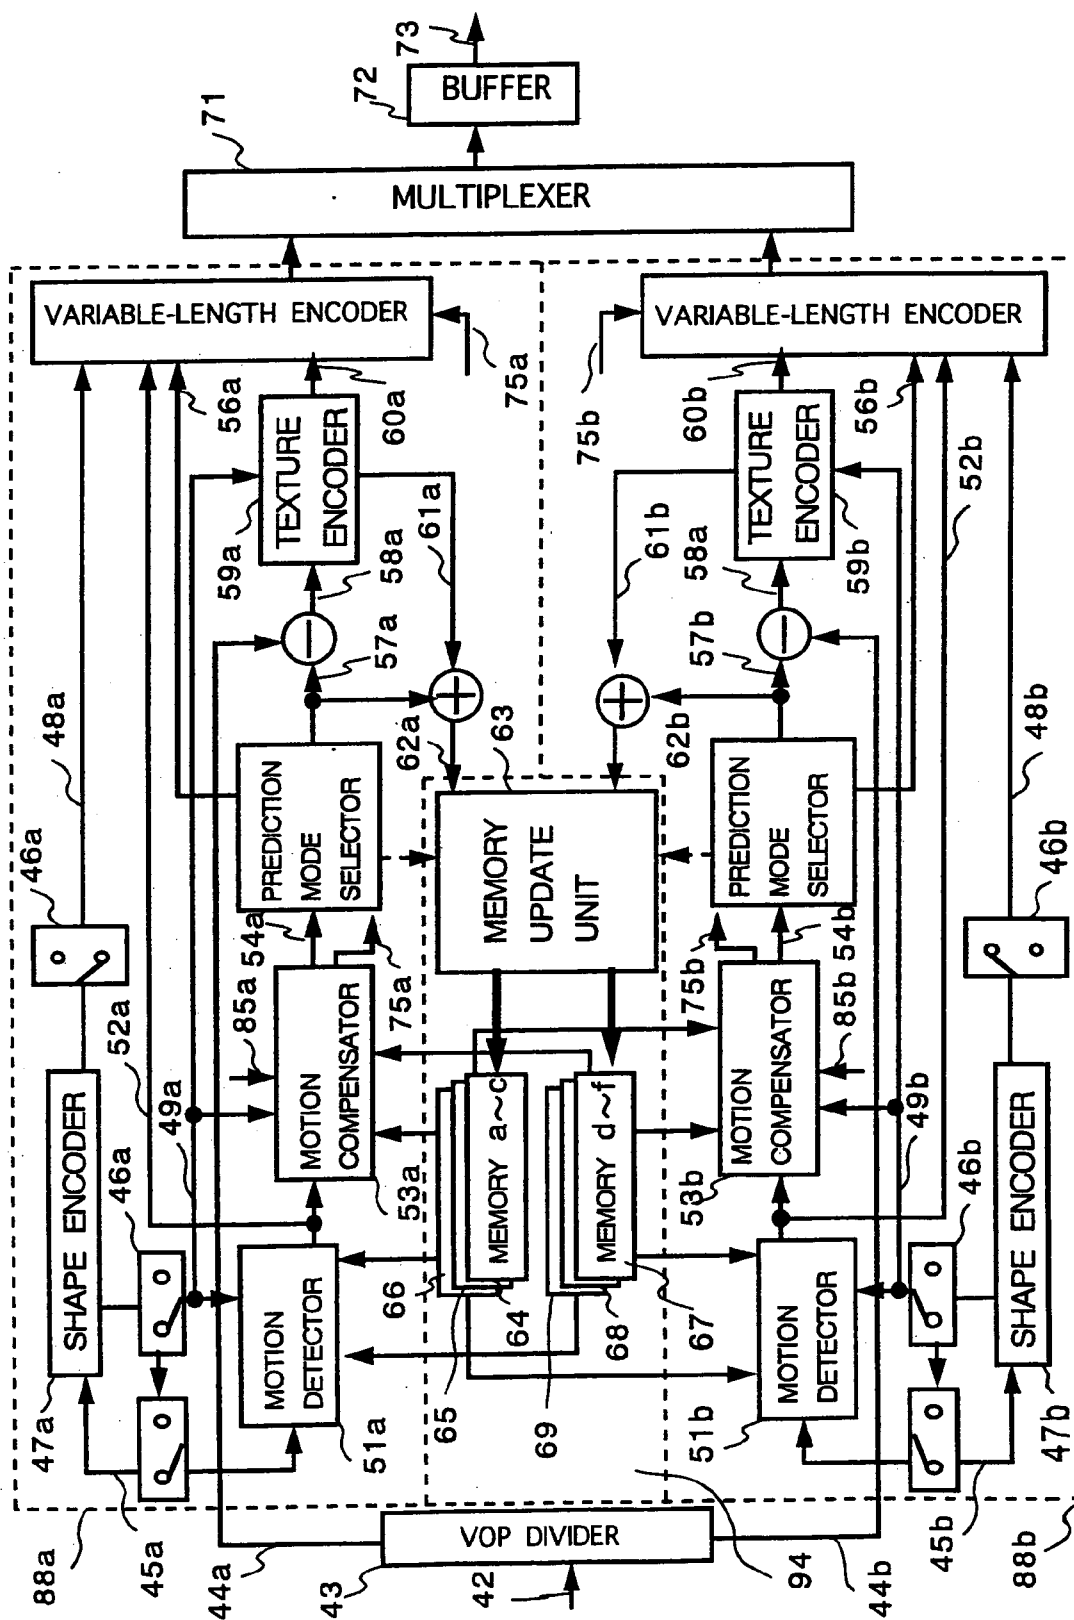 73
72
BUFFER
71
MULTIPLEXER
VARIABLE-LENGTH ENCODER
75a
56a
60a
TEXTURE
ENCODER
59a
58a
61a
57a
62a
48a
46a
PREDICTION
MODE
SELECTOR
54a
75a
85a
MOTION
COMPENSATOR
53a
52a
49a
46a
SHAPE ENCODER
47a
MOTION
DETECTOR
51a
45a
88a
44a
63
MEMORY
UPDATE
UNIT
MEMORY a~c
66
65
64
MEMORY d~f
69
68
67
94
VOP DIVIDER
43
42
44b
VARIABLE-LENGTH ENCODER
75b
60b
56b
52b
TEXTURE
ENCODER
59b
58a
61b
57b
62b
48b
46b
PREDICTION
MODE
SELECTOR
54b
75b
85b
MOTION
COMPENSATOR
53b
49b
46b
SHAPE ENCODER
47b
MOTION
DETECTOR
51b
45b
88b